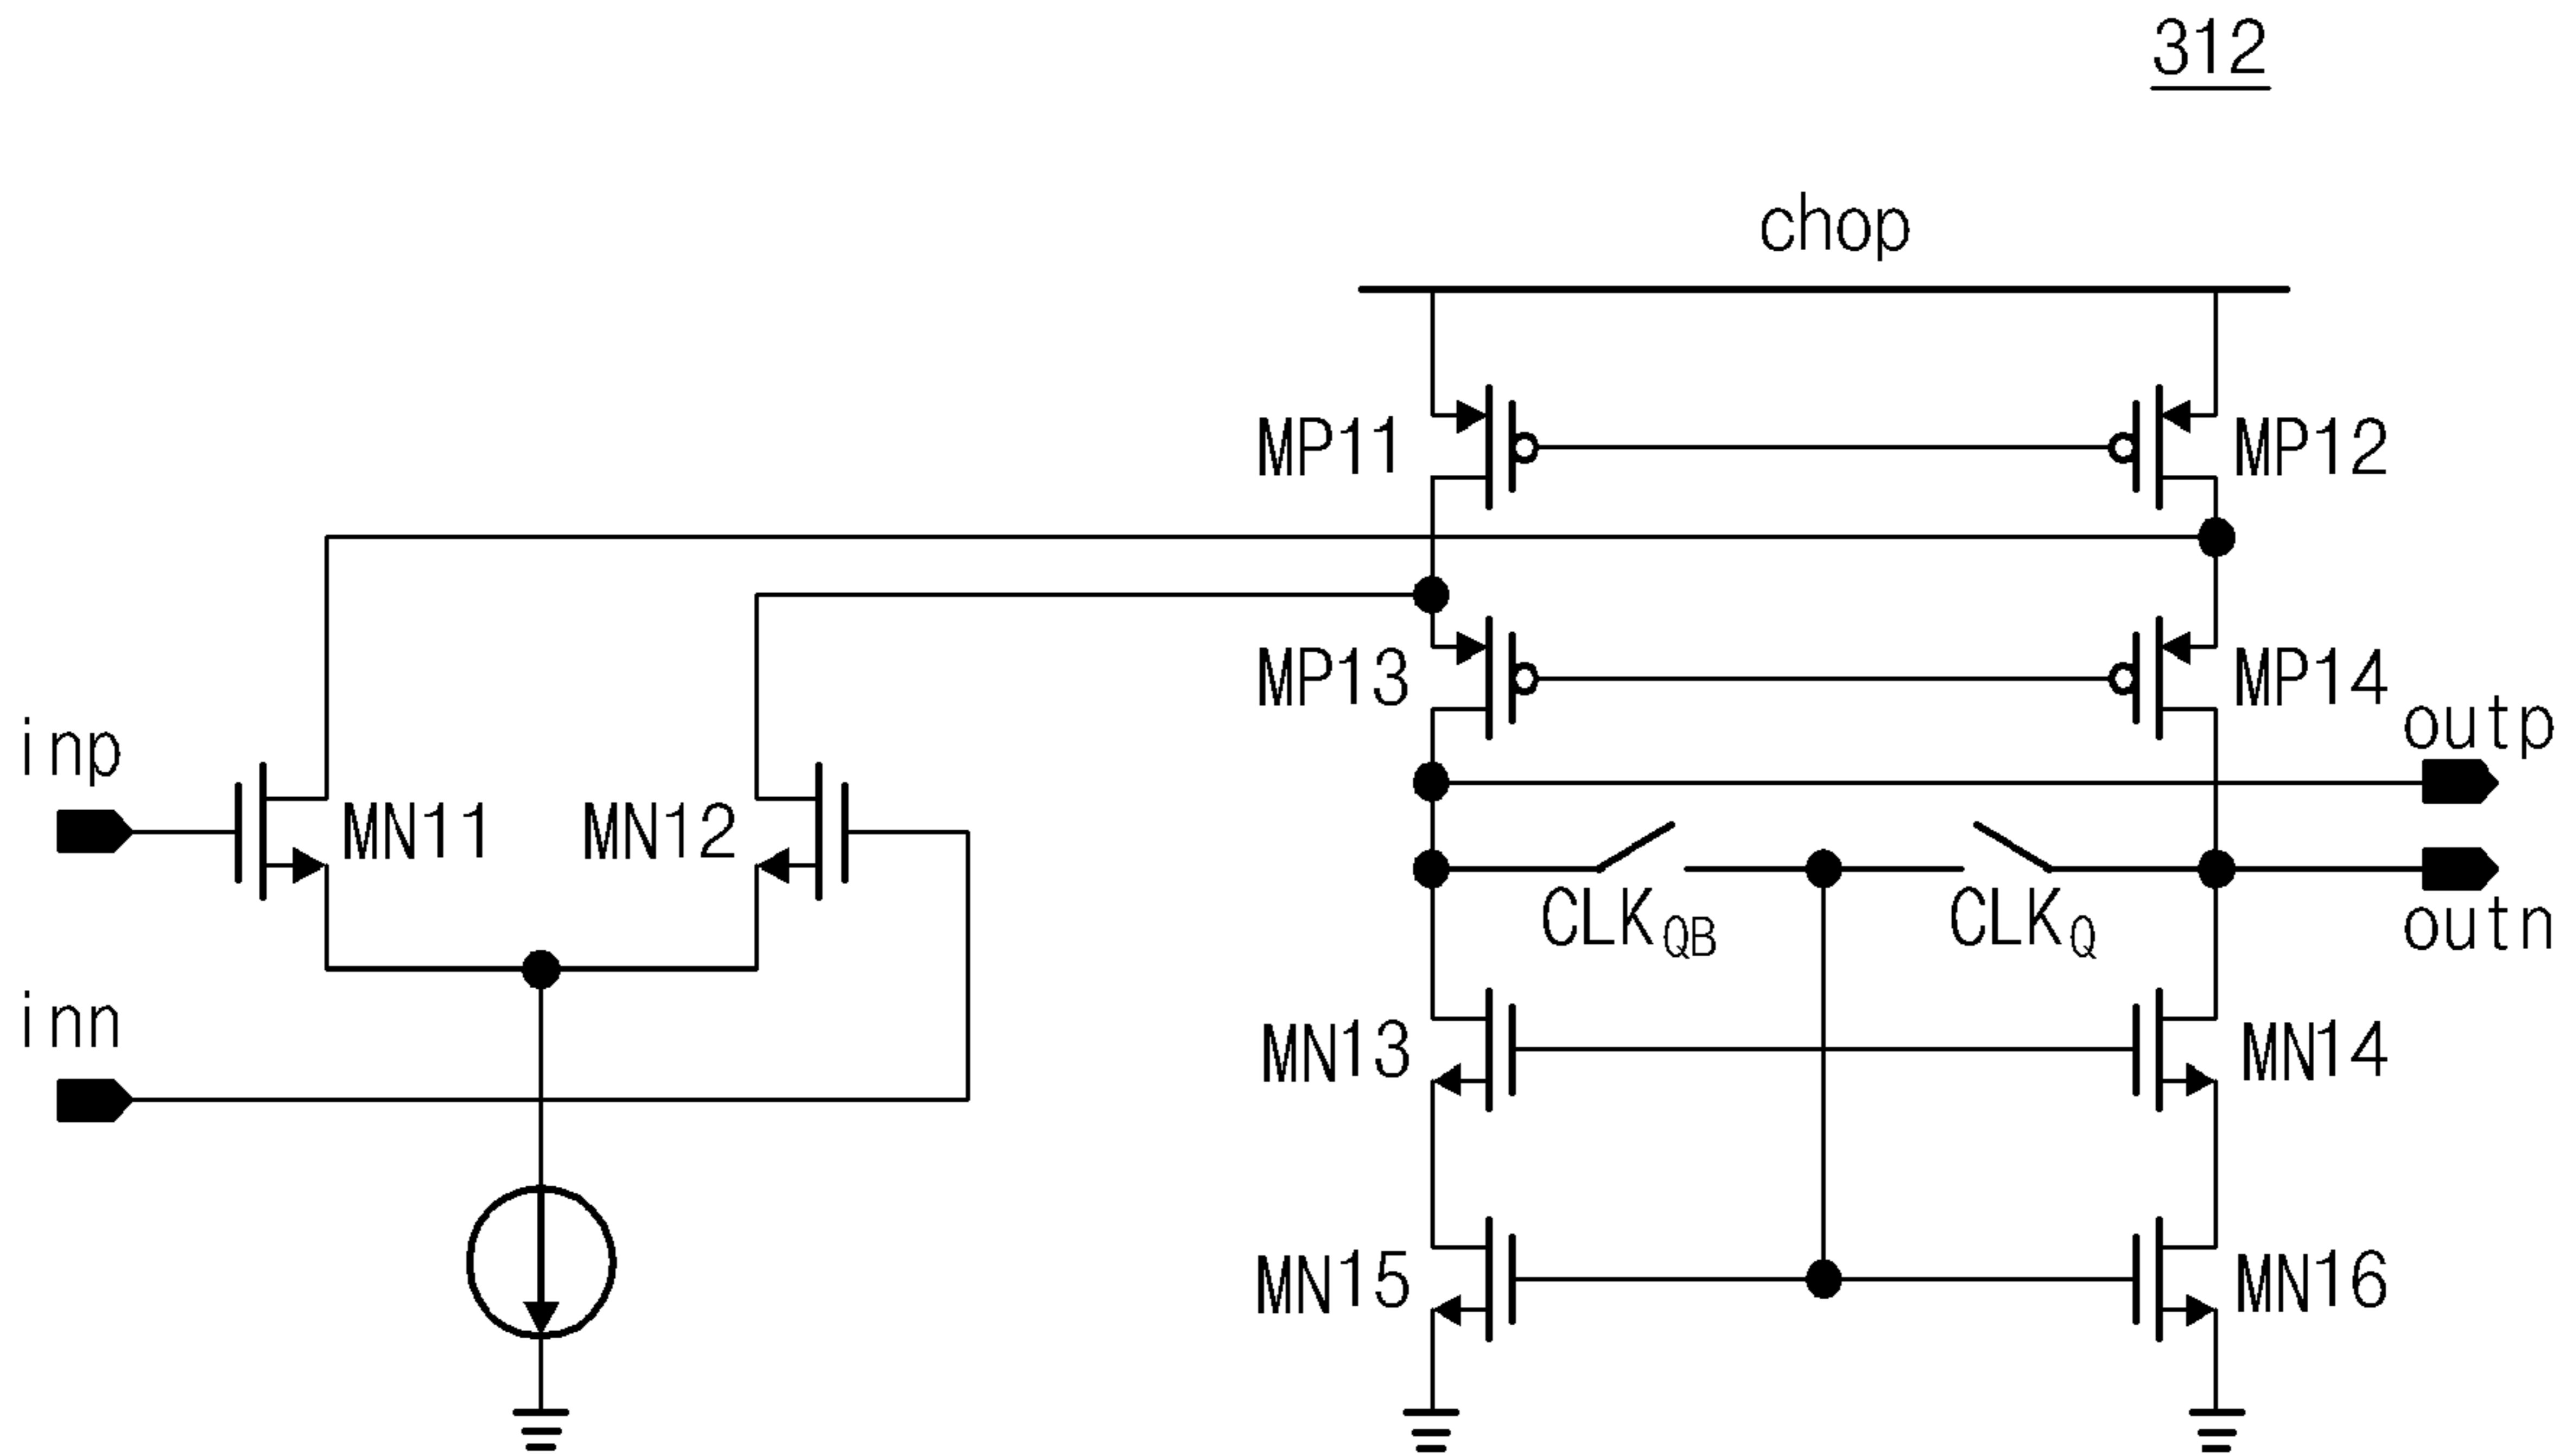 312
chop
MP11
MP12
MP13
MP14
outp
inp
MN11
MN12
CLKQB
CLKQ
outn
inn
MN13
MN14
MN15
MN16